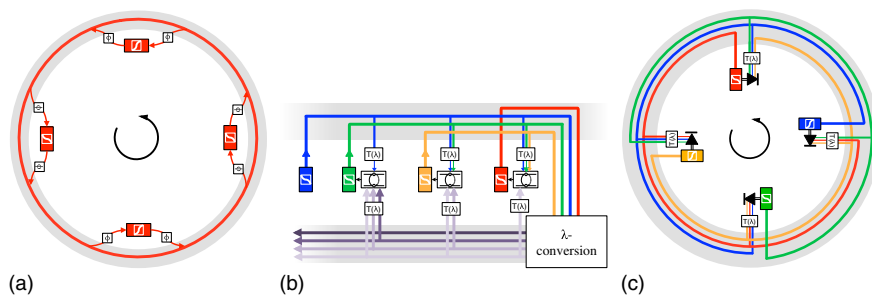 Φ Φ
Φ Φ
Φ Φ
Φ Φ
(a)
T(λ) T(λ) T(λ)
T(λ) T(λ) T(λ)
λ-
conversion
(b)
T(λ)
T(λ) T(λ)
T(λ)
(c)